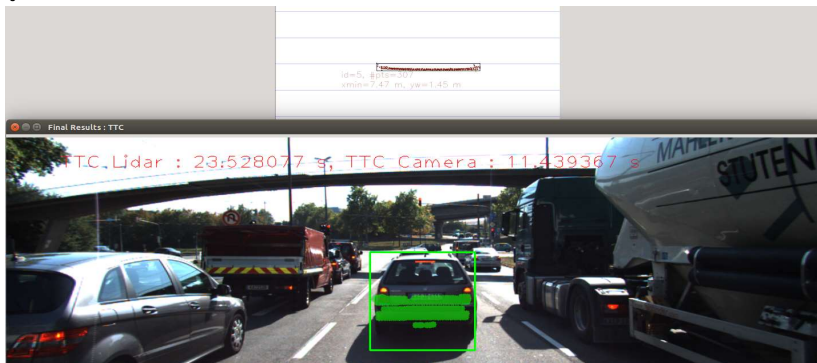 id=5, #pts=307
xmin=7.47 m, yw=1.45 m
Final Results : TTC
TTC Lidar : 23.528077 s, TTC Camera : 11.439367 s
STUTEN